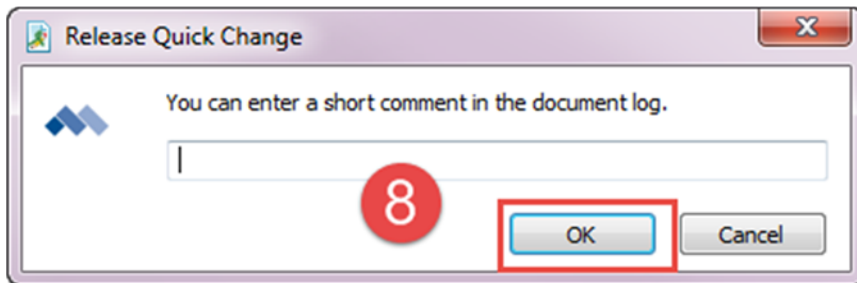 Release Quick Change
You can enter a short comment in the document log.
8
OK
Cancel